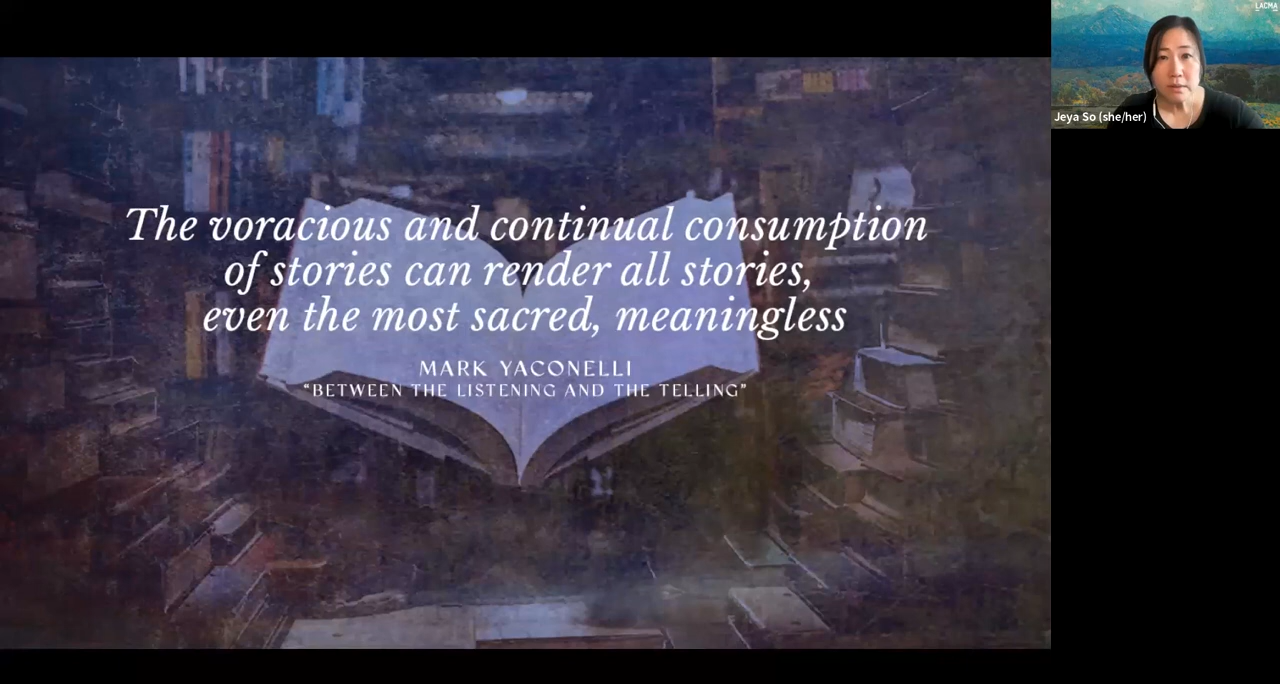 The voracious and continual consumption
of stories can render all stories,
even the most sacred, meaningless
MARK YACONELLI
“BETWEEN THE LISTENING AND THE TELLING”
LACMA
Jeya So (she/her)